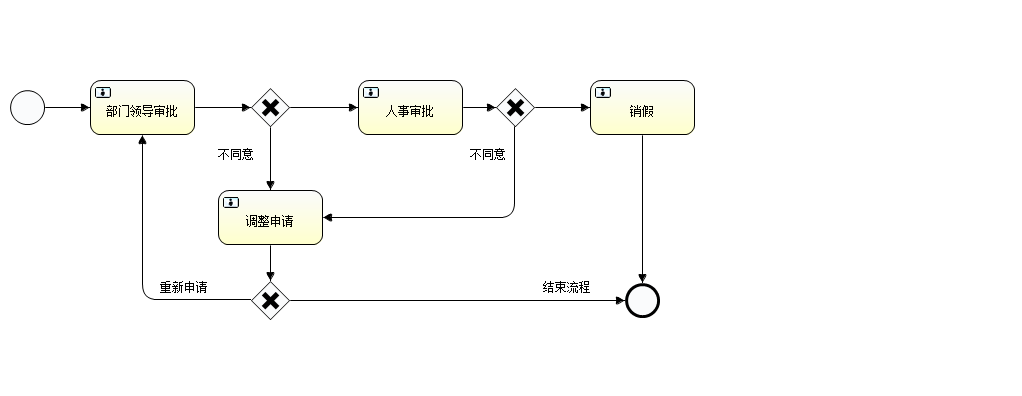 部门领导审批
人事审批
销假
不同意
不同意
调整申请
重新申请
结束流程